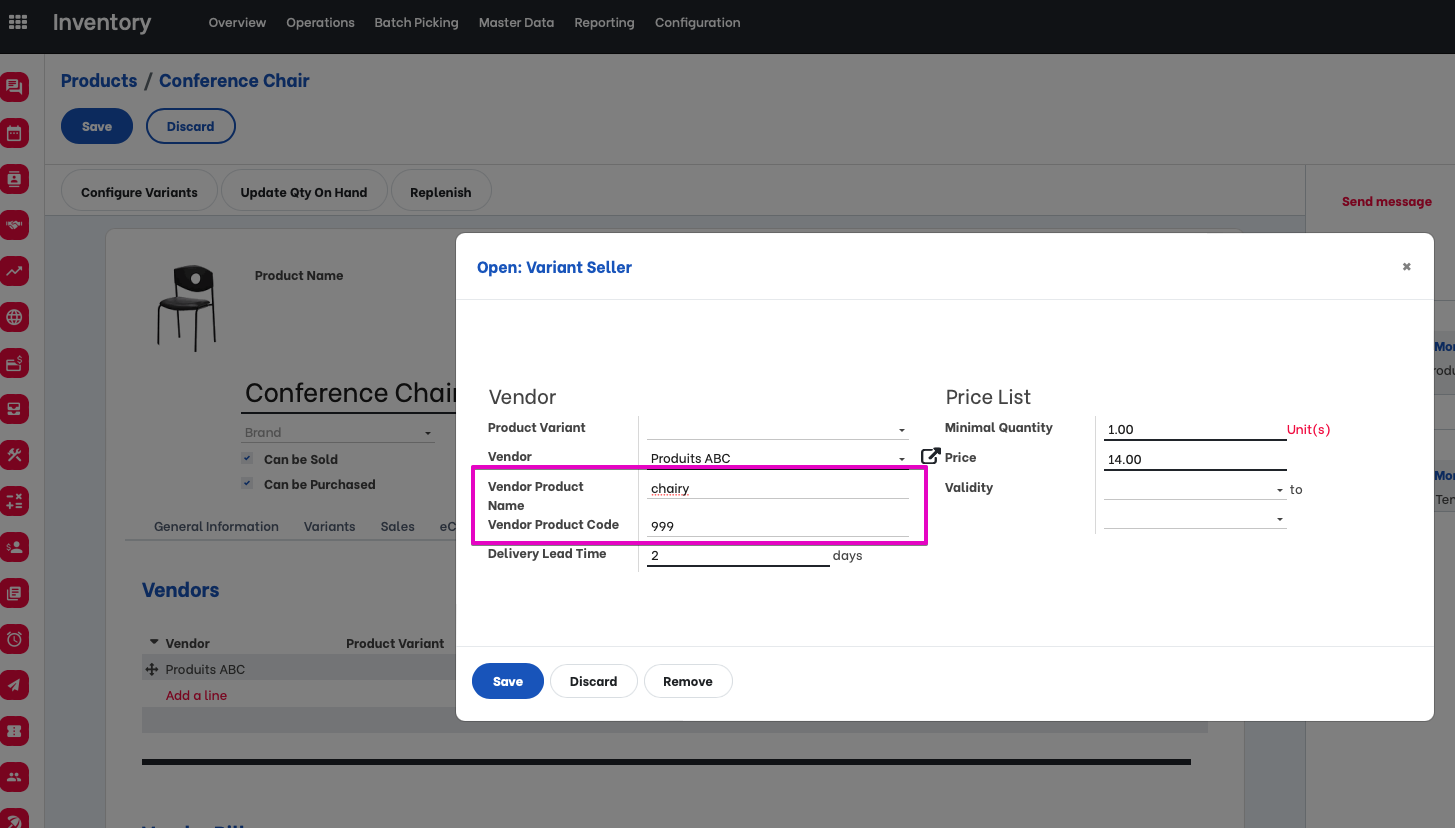 Inventory
Overview Operations Batch Picking Master Data Reporting Configuration
Products / Conference Chair
Save Discard
Configure Variants Update Qty On Hand Replenish
Send message
Product Name
Conference Chair
Brand
Can be Sold
Can be Purchased
General Information Variants Sales
Vendors
Vendor Product Variant
Produits ABC
Add a line
Open: Variant Seller
×
Vendor
Product Variant
Vendor Produits ABC
Vendor Product
Name
chairy
Vendor Product Code 999
Delivery Lead Time 2 days
Price List
Minimal Quantity 1.00 Unit(s)
Price 14.00
Validity to
Save Discard Remove